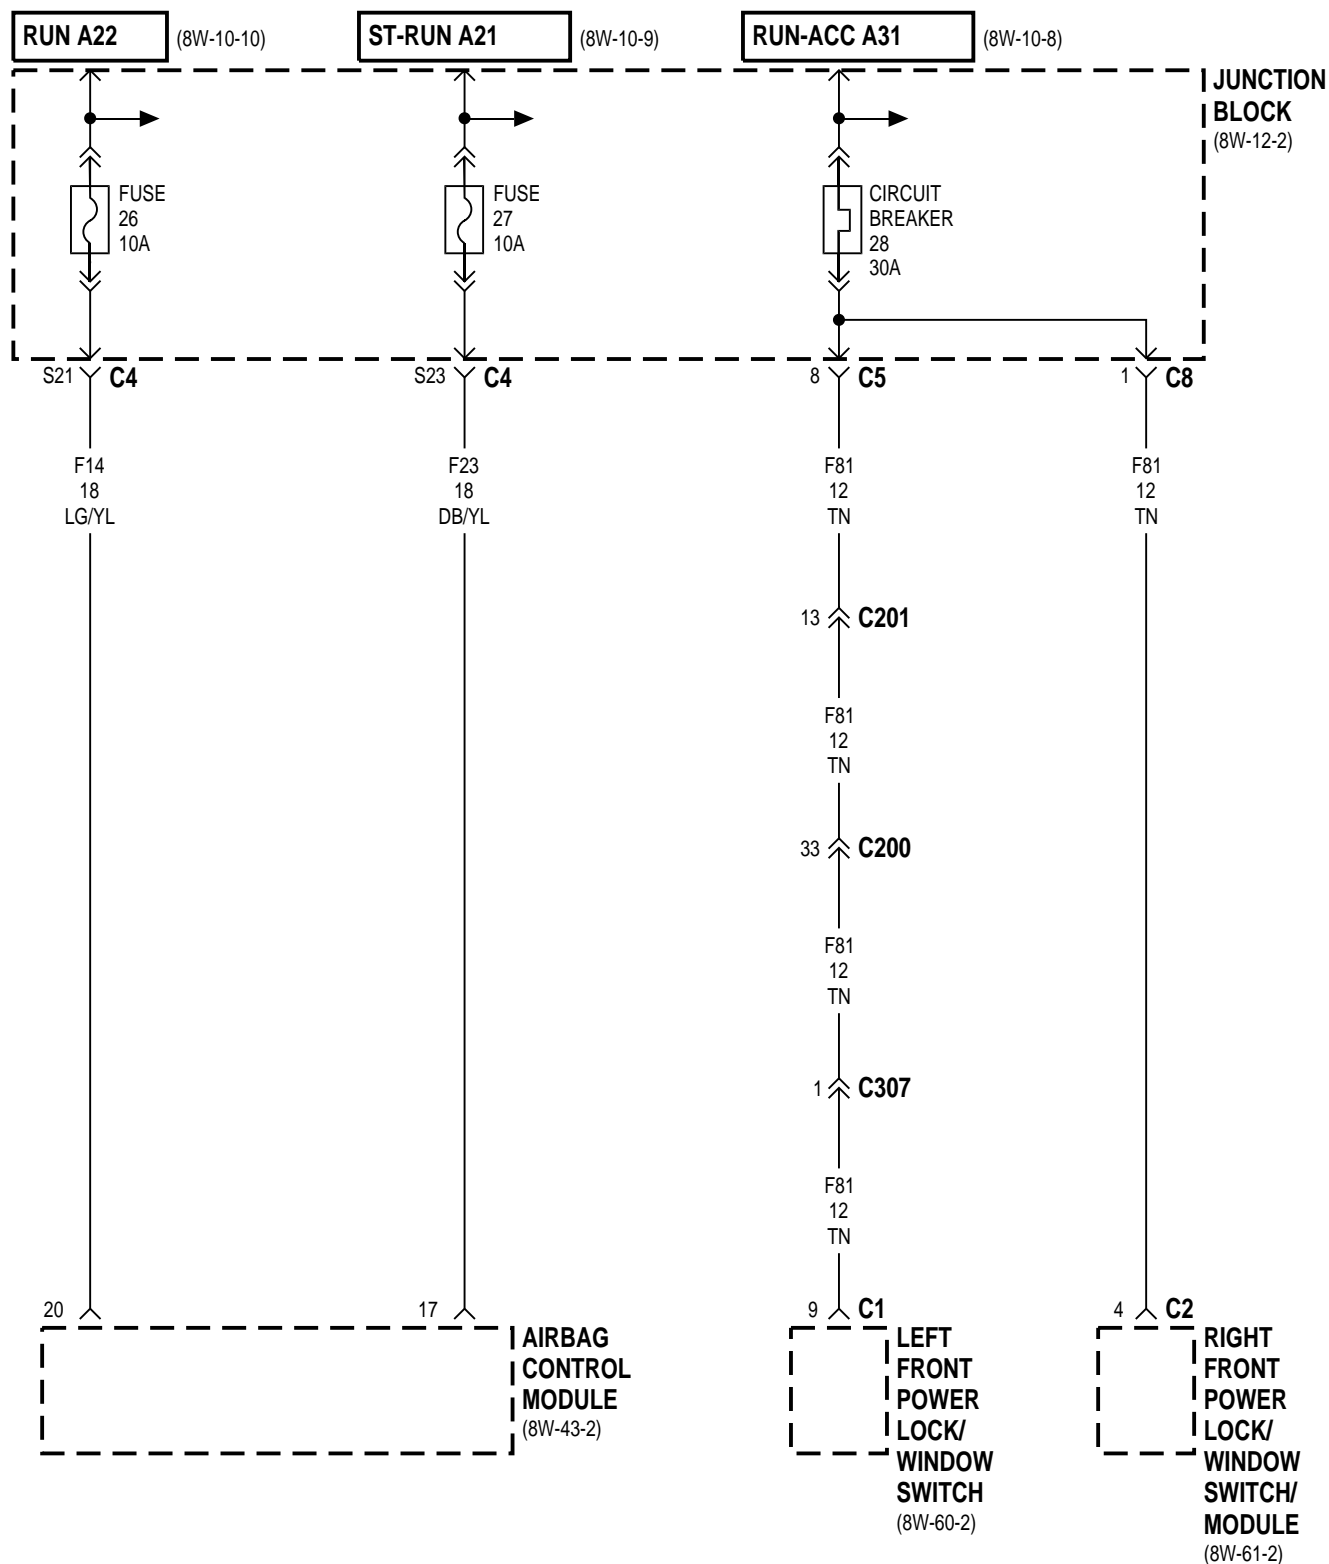 RUN A22
(8W-10-10)
ST-RUN A21
(8W-10-9)
RUN-ACC A31
(8W-10-8)
JUNCTION
BLOCK
(8W-12-2)
FUSE
26
10A
FUSE
27
10A
CIRCUIT
BREAKER
28
30A
S21
C4
S23
C4
8
C5
1
C8
F14
18
LG/YL
F23
18
DB/YL
F81
12
TN
F81
12
TN
13
C201
F81
12
TN
33
C200
F81
12
TN
1
C307
F81
12
TN
20
17
9
C1
4
C2
AIRBAG
CONTROL
MODULE
(8W-43-2)
LEFT
FRONT
POWER
LOCK/
WINDOW
SWITCH
(8W-60-2)
RIGHT
FRONT
POWER
LOCK/
WINDOW
SWITCH/
MODULE
(8W-61-2)